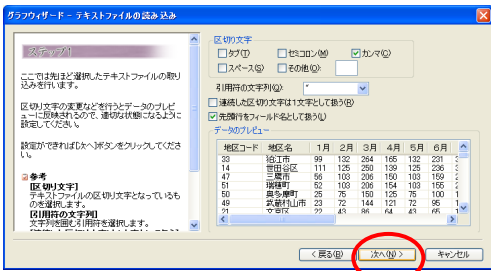 グラフウィザード - テキストファイルの読み込み
ステップ1
ここでは先ほど選択したテキストファイルの取り
込みを行います。
区切り文字の変更などを行うとデータのプレビ
ューに反映されるので、適切な状態になるように
設定してください。
設定ができれば[次へ]ボタンをクリックしてくださ
い。
参考
[区切り文字]
テキストファイルの区切り文字となっているも
のを選択します。
[引用符の文字列]
文字列を囲む引用符を選択します。
区切り文字
タブ(T) セミコロン(M) カンマ(C)
スペース(S) その他(O):
引用符の文字列(Q): "
連続した区切り文字は1文字として扱う(R)
先頭行をフィールド名として扱う(L)
データのプレビュー
地区コード 地区名 1月 2月 3月 4月 5月 6月
33 狛江市 99 132 264 165 132 231
14 世田谷区 111 125 250 139 125 236
47 三鷹市 56 103 206 150 103 159
51 瑞穂町 52 103 206 154 103 155
50 奥多摩町 25 75 150 125 75 100
49 武蔵村山市 23 72 144 121 72 95
21 文京区 22 43 86 64 43 65
< 戻る(B) 次へ(N) > キャンセル